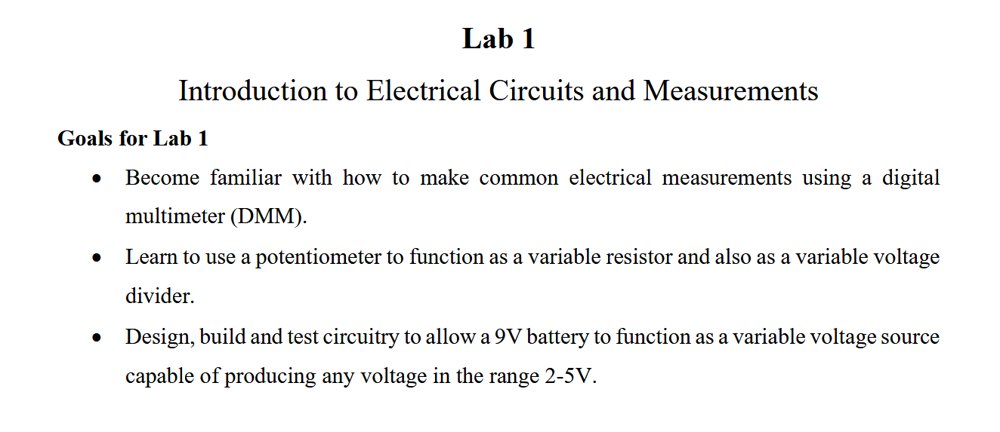 Lab 1
Introduction to Electrical Circuits and Measurements
Goals for Lab 1
• Become familiar with how to make common electrical measurements using a digital
multimeter (DMM).
• Learn to use a potentiometer to function as a variable resistor and also as a variable voltage
divider.
• Design, build and test circuitry to allow a 9V battery to function as a variable voltage source
capable of producing any voltage in the range 2-5V.